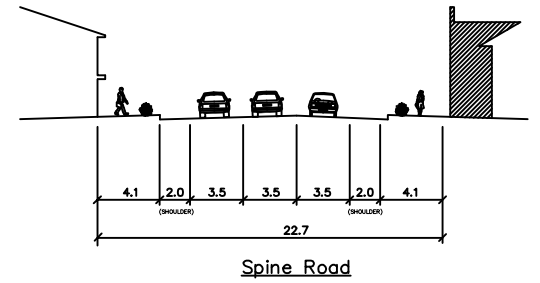 4.1 2.0 3.5 3.5 3.5 2.0 4.1
(SHOULDER) (SHOULDER)
22.7
Spine Road